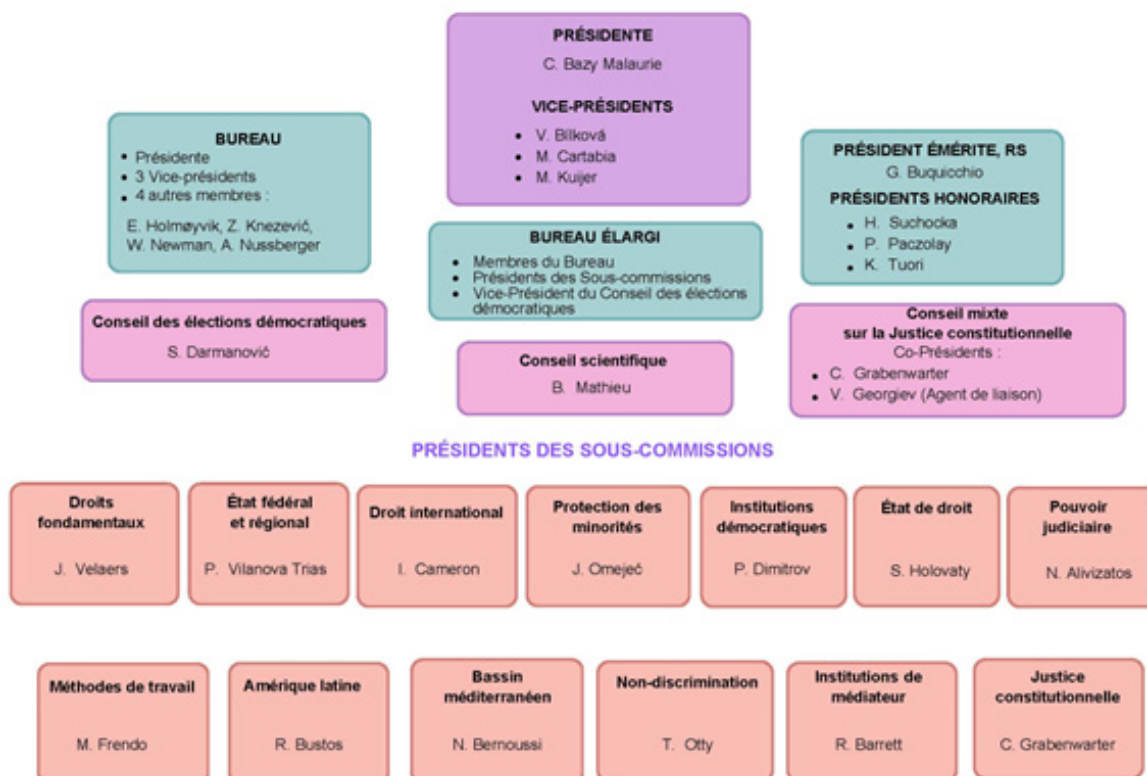 PRÉSIDENTE
C. Bazy Malaurie
VICE-PRÉSIDENTS
• V. Bílková
• M. Cartabia
• M. Kuijer
BUREAU
• Présidente
• 3 Vice-présidents
• 4 autres membres :
E. Holmøyvik, Z. Knezević,
W. Newman, A. Nussberger
PRÉSIDENT ÉMÉRITE, RS
G. Buquicchio
PRÉSIDENTS HONORAIRES
• H. Suchocka
• P. Paczolay
• K. Tuori
BUREAU ÉLARGI
• Membres du Bureau
• Présidents des Sous-commissions
• Vice-Président du Conseil des élections
démocratiques
Conseil des élections démocratiques
S. Darmanović
Conseil scientifique
B. Mathieu
Conseil mixte
sur la Justice constitutionnelle
Co-Présidents :
• C. Grabenwarter
• V. Georgiev (Agent de liaison)
PRÉSIDENTS DES SOUS-COMMISSIONS
Droits
fondamentaux
J. Velaers
État fédéral
et régional
P. Vilanova Trias
Droit international
I. Cameron
Protection des
minorités
J. Omejeć
Institutions
démocratiques
P. Dimitrov
État de droit
S. Holovaty
Pouvoir
judiciaire
N. Alivizatos
Méthodes de travail
M. Frendo
Amérique latine
R. Bustos
Bassin
méditerranéen
N. Bernoussi
Non-discrimination
T. Otty
Institutions de
médiateur
R. Barrett
Justice
constitutionnelle
C. Grabenwarter